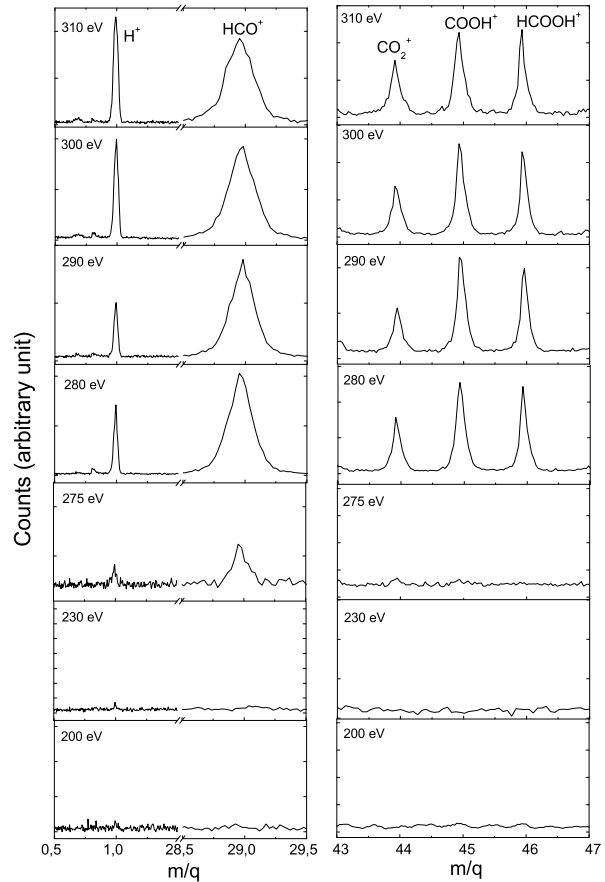 310 eV
H+
HCO+
300 eV
290 eV
280 eV
275 eV
230 eV
200 eV
0,5 1,0 28,5 29,0 29,5
m/q
310 eV
CO2+
COOH+
HCOOH+
300 eV
290 eV
280 eV
275 eV
230 eV
200 eV
43 44 45 46 47
m/q
Counts (arbitrary unit)